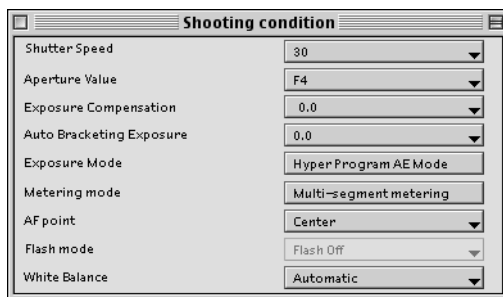 Shooting condition
Shutter Speed 30
Aperture Value F4
Exposure Compensation 0.0
Auto Bracketing Exposure 0.0
Exposure Mode Hyper Program AE Mode
Metering mode Multi-segment metering
AF point Center
Flash mode Flash Off
White Balance Automatic